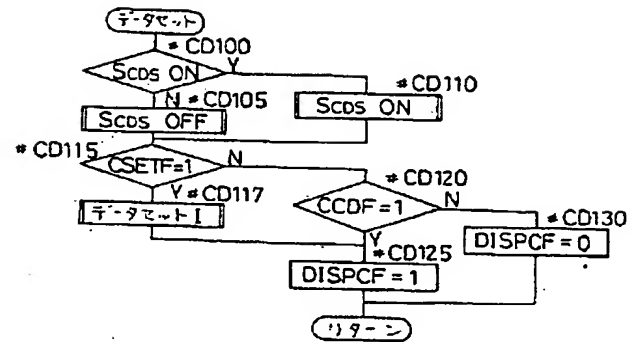 データセット
#CD100
SCDS ON
Y
N
#CD105
#CD110
SCDS OFF
SCDS ON
#CD115
CSETF=1
N
Y
#CD117
#CD120
データセットI
CCDF=1
N
Y
#CD130
#CD125
DISPCF=0
DISPCF=1
リターン